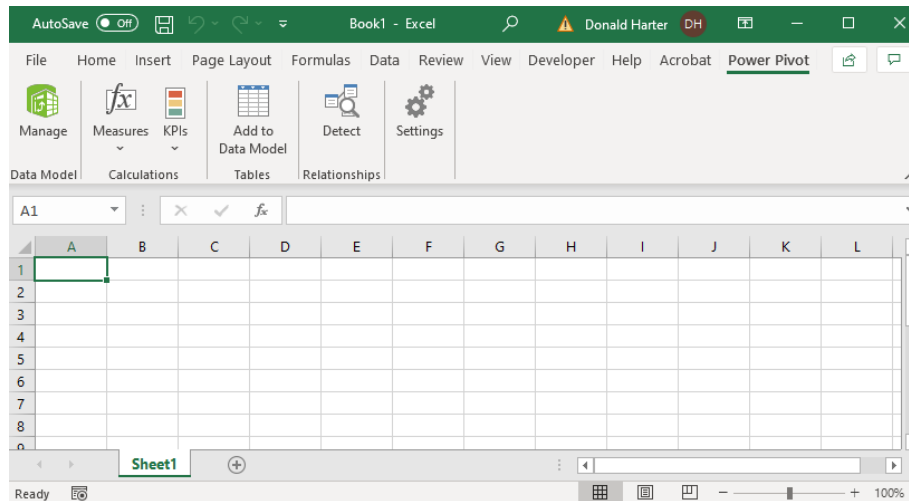 AutoSave Off Book1 - Excel Donald Harter DH
File Home Insert Page Layout Formulas Data Review View Developer Help Acrobat Power Pivot
fx
Manage Measures KPIs Add to Data Model Detect Settings
Data Model Calculations Tables Relationships
A1 fx
A B C D E F G H I J K L
1
2
3
4
5
6
7
8
9
Sheet1
Ready 100%